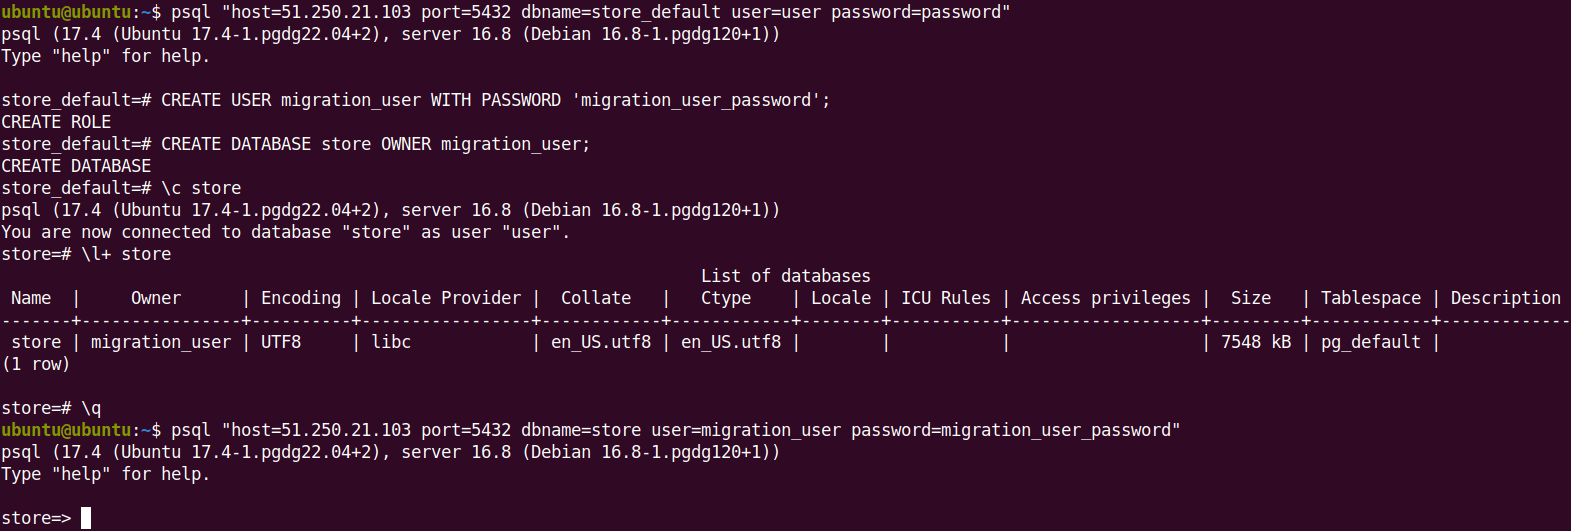 ubuntu@ubuntu:~$ psql "host=51.250.21.103 port=5432 dbname=store_default user=user password=password"
psql (17.4 (Ubuntu 17.4-1.pgdg22.04+2), server 16.8 (Debian 16.8-1.pgdg120+1))
Type "help" for help.

store_default=# CREATE USER migration_user WITH PASSWORD 'migration_user_password';
CREATE ROLE
store_default=# CREATE DATABASE store OWNER migration_user;
CREATE DATABASE
store_default=# \c store
psql (17.4 (Ubuntu 17.4-1.pgdg22.04+2), server 16.8 (Debian 16.8-1.pgdg120+1))
You are now connected to database "store" as user "user".
store=# \l+ store
                                                                      List of databases
 Name  |     Owner      | Encoding | Locale Provider |  Collate   |   Ctype    | Locale | ICU Rules | Access privileges |  Size   | Tablespace | Description
-------+----------------+----------+-----------------+------------+------------+--------+-----------+-------------------+---------+------------+-------------
 store | migration_user | UTF8     | libc            | en_US.utf8 | en_US.utf8 |        |           |                   | 7548 kB | pg_default |
(1 row)

store=# \q
ubuntu@ubuntu:~$ psql "host=51.250.21.103 port=5432 dbname=store user=migration_user password=migration_user_password"
psql (17.4 (Ubuntu 17.4-1.pgdg22.04+2), server 16.8 (Debian 16.8-1.pgdg120+1))
Type "help" for help.

store=>